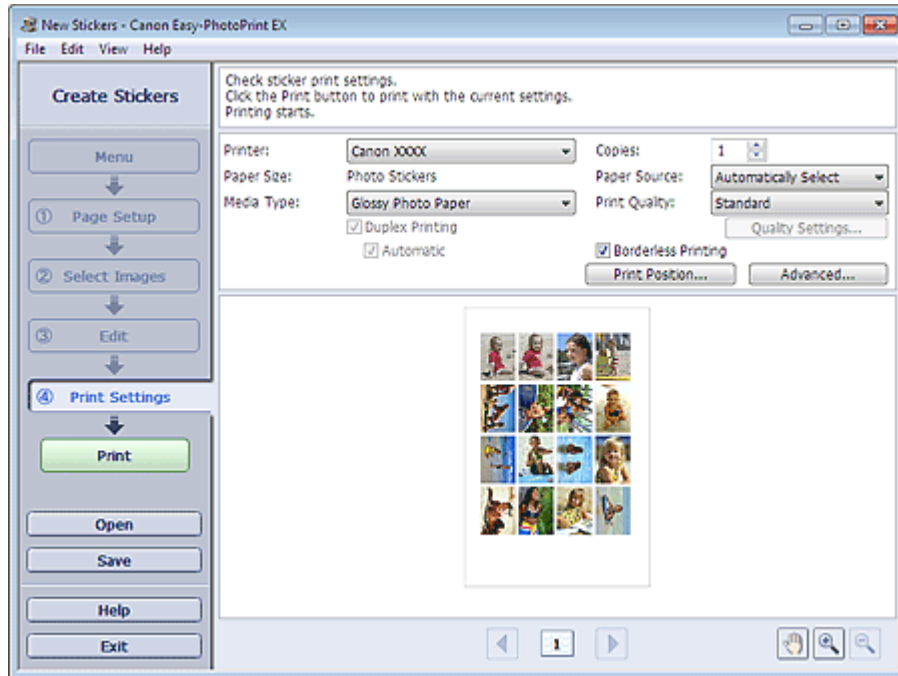 New Stickers - Canon Easy-PhotoPrint EX
File Edit View Help
Create Stickers
Menu
① Page Setup
② Select Images
③ Edit
④ Print Settings
Print
Open
Save
Help
Exit
Check sticker print settings.
Click the Print button to print with the current settings.
Printing starts.
Printer: Canon XXXX Copies: 1
Paper Size: Photo Stickers Paper Source: Automatically Select
Media Type: Glossy Photo Paper Print Quality: Standard
Duplex Printing Quality Settings...
Automatic Borderless Printing
Print Position... Advanced...
1